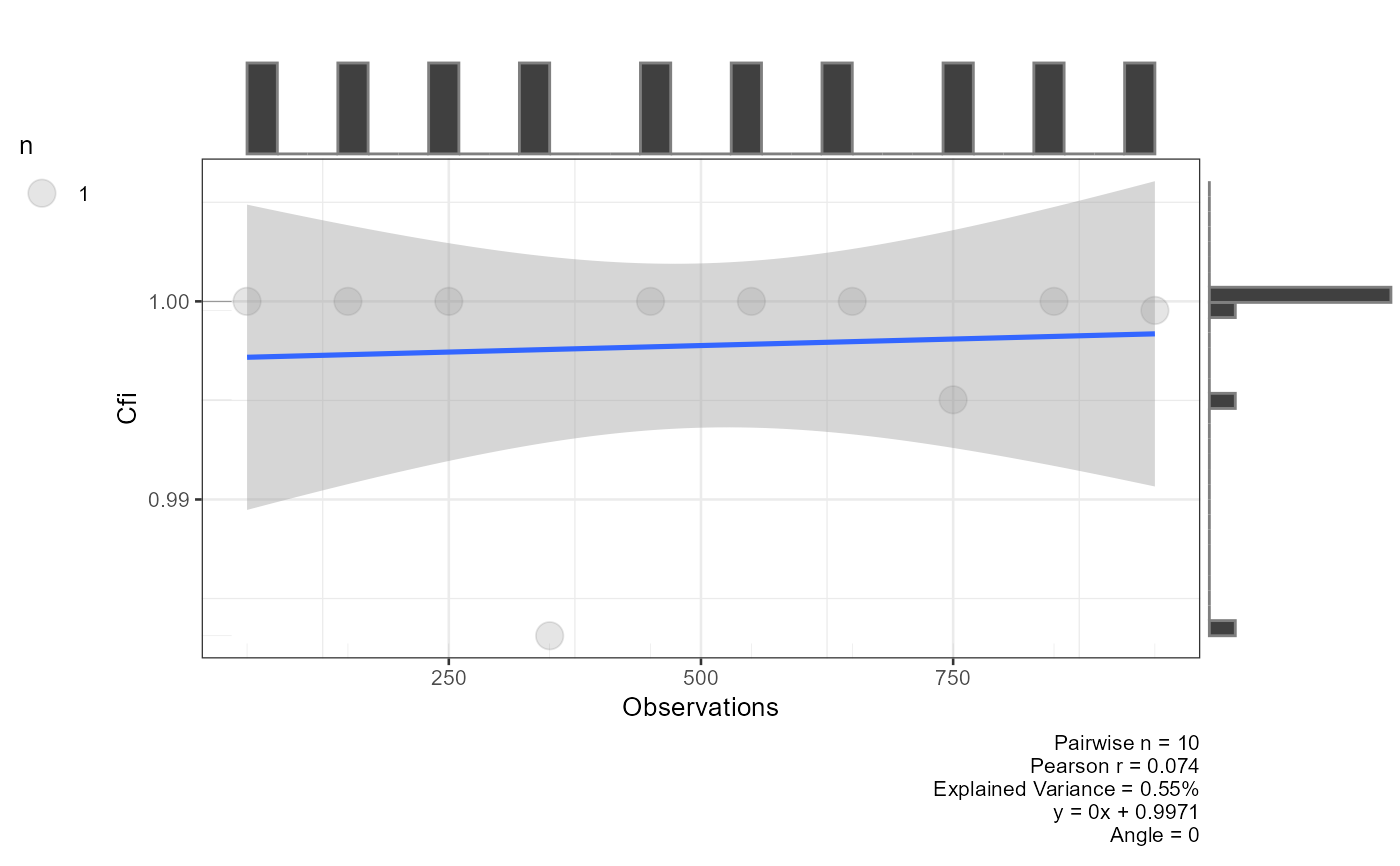 n
1
1.00
0.99
Cfi
250
500
750
Observations
Pairwise n = 10
Pearson r = 0.074
Explained Variance = 0.55%
y = 0x + 0.9971
Angle = 0